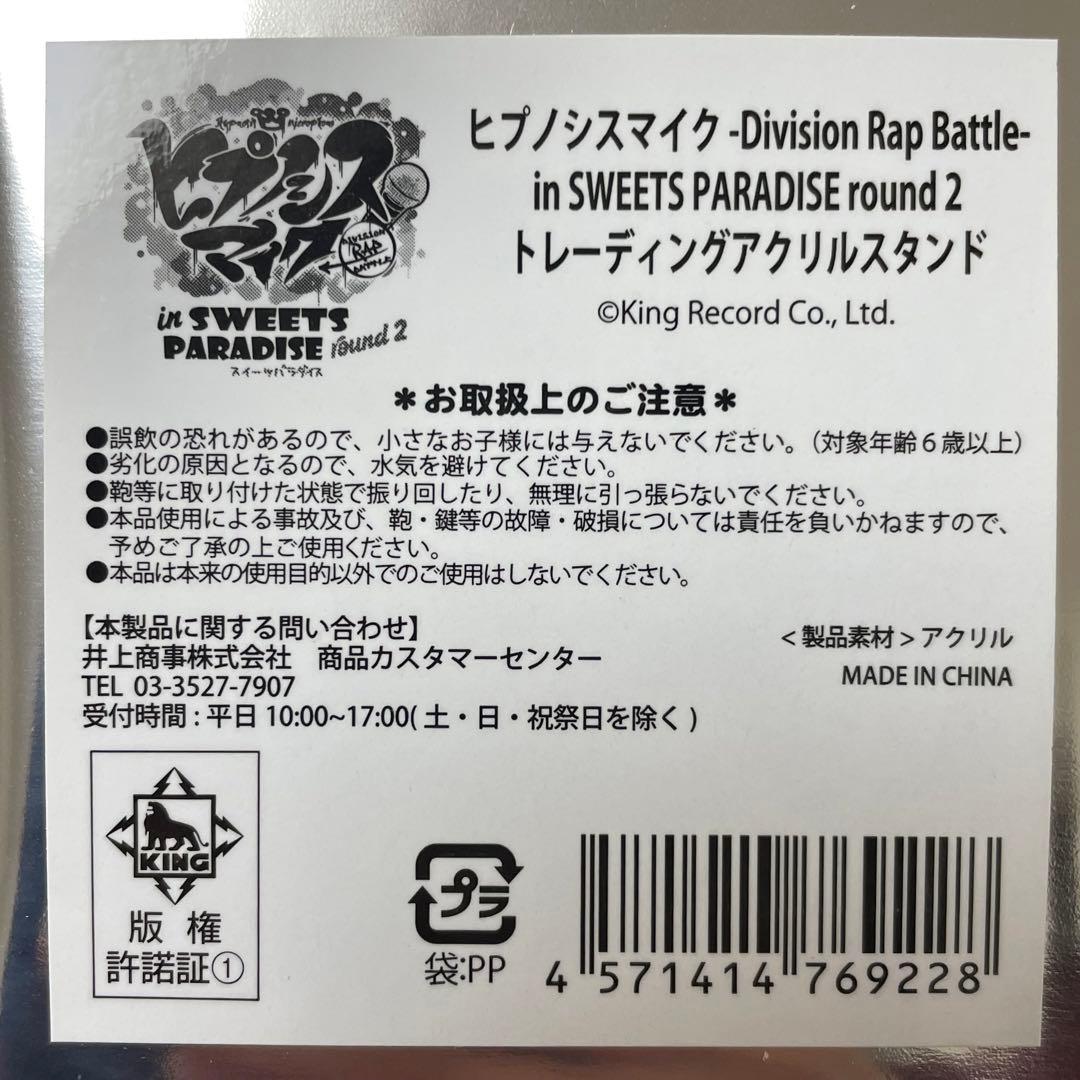 Hypnosis Microphone
ヒプノシス
マイク
DIVISION
RAP
BATTLE
in SWEETS
PARADISE round 2
スイーツパラダイス
ヒプノシスマイク -Division Rap Battle-
in SWEETS PARADISE round 2
トレーディングアクリルスタンド
©King Record Co., Ltd.
＊お取扱上のご注意＊
●誤飲の恐れがあるので、小さなお子様には与えないでください。（対象年齢６歳以上）
●劣化の原因となるので、水気を避けてください。
●鞄等に取り付けた状態で振り回したり、無理に引っ張らないでください。
●本品使用による事故及び、鞄・鍵等の故障・破損については責任を負いかねますので、
予めご了承の上ご使用ください。
●本品は本来の使用目的以外でのご使用はしないでください。
【本製品に関する問い合わせ】
井上商事株式会社　商品カスタマーセンター
TEL 03-3527-7907
受付時間 : 平日 10:00~17:00( 土・日・祝祭日を除く )
< 製品素材 > アクリル
MADE IN CHINA
KING
版 権
許諾証①
プラ
袋:PP
4 571414 769228